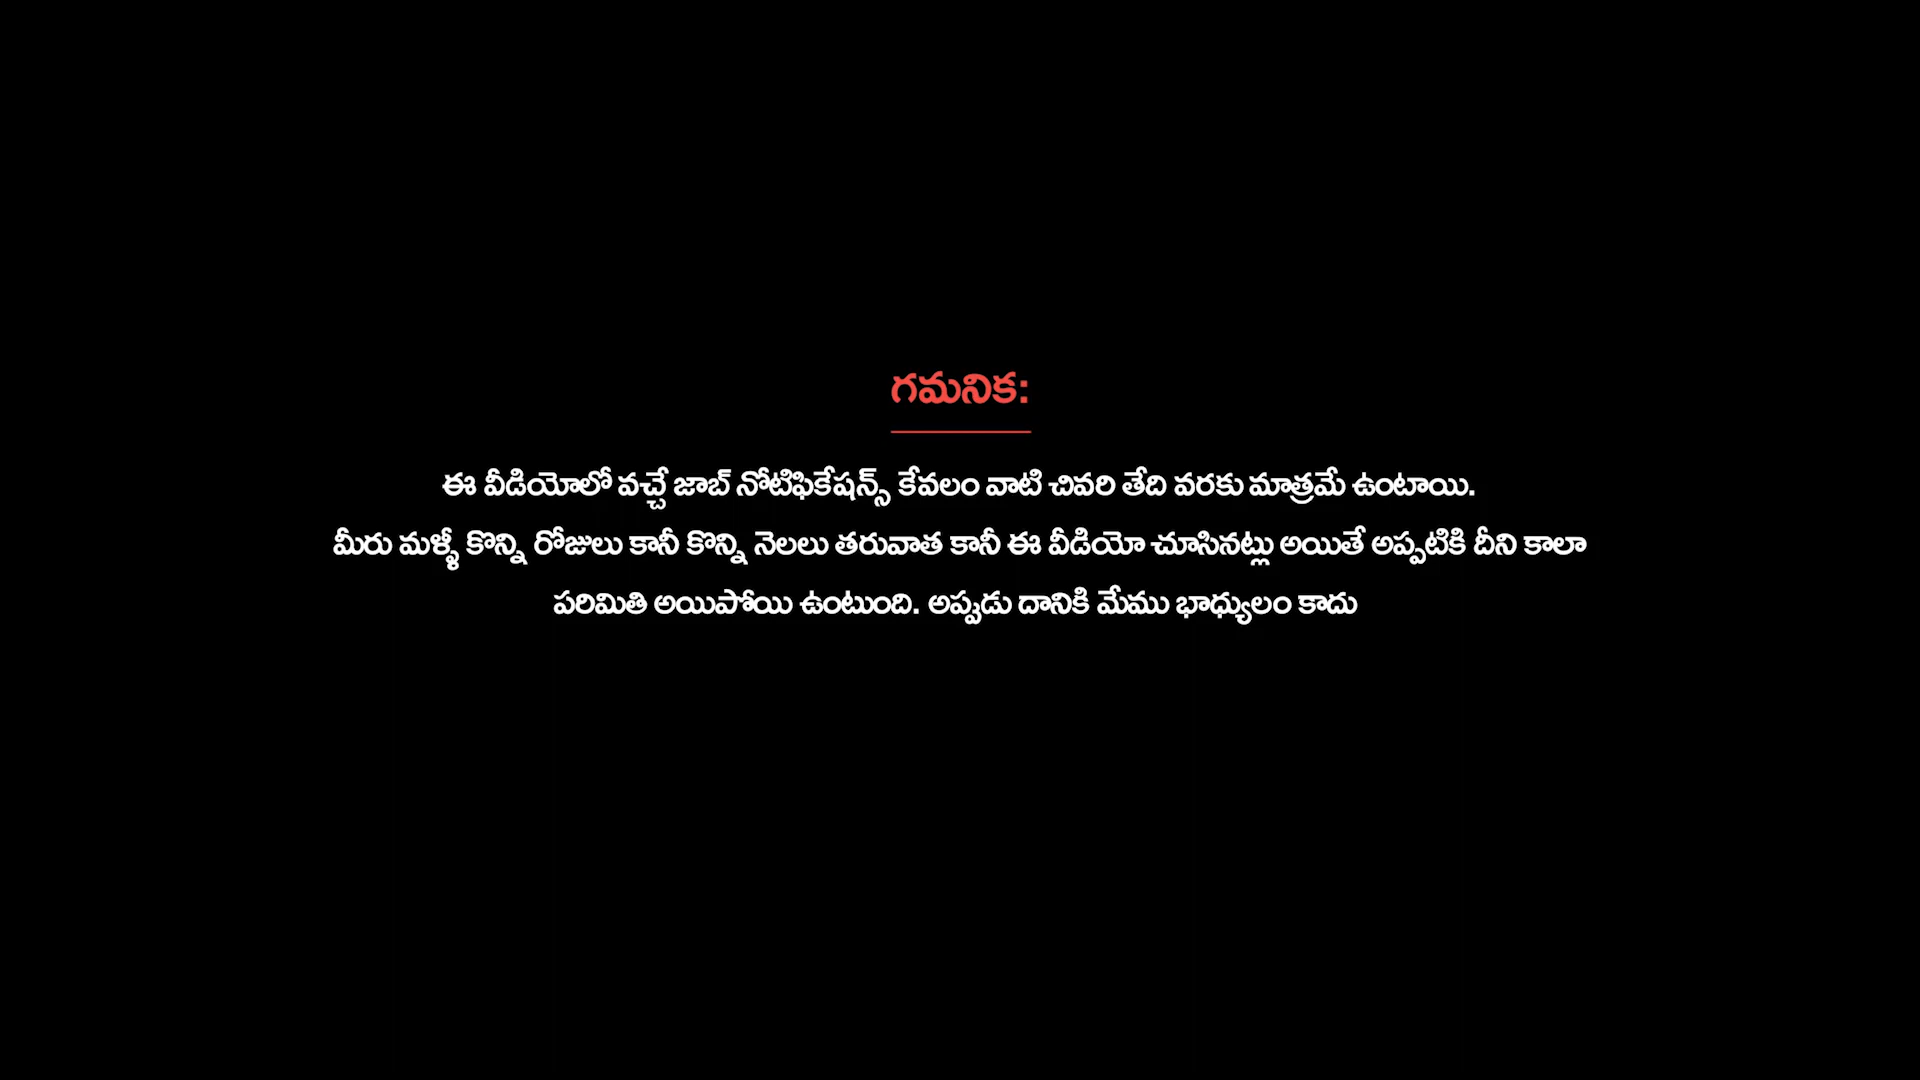 గమనిక:
ఈ వీడియోలో వచ్చే జాబ్ నోటిఫికేషన్స్ కేవలం వాటి చివరి తేది వరకు మాత్రమే ఉంటాయి.
మీరు మళ్ళీ కొన్ని రోజులు కానీ కొన్ని నెలలు తరువాత కానీ ఈ వీడియో చూసినట్లు అయితే అప్పటికి దీని కాలా
పరిమితి అయిపోయి ఉంటుంది. అప్పుడు దానికి మేము భాధ్యులం కాదు